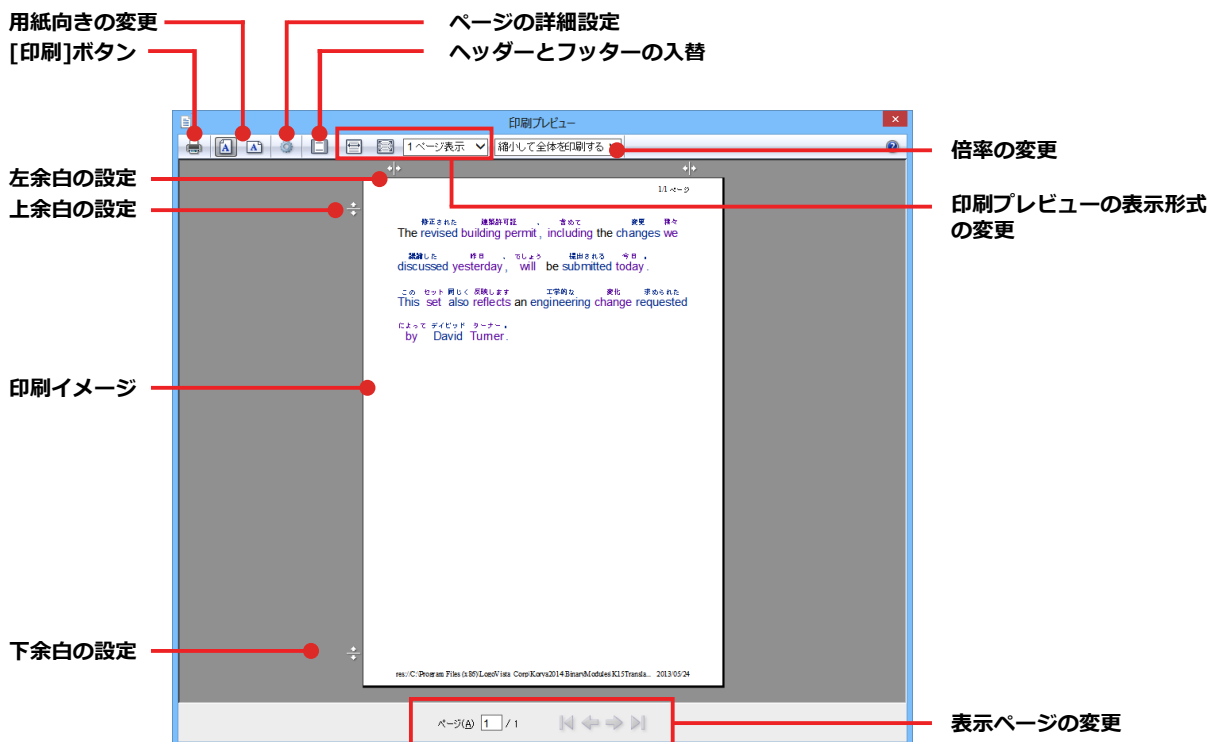 用紙向きの変更
ページの詳細設定
[印刷]ボタン
ヘッダーとフッターの入替
印刷プレビュー
1 ページ表示
縮小して全体を印刷する
倍率の変更
左余白の設定
上余白の設定
印刷プレビューの表示形式
の変更
1/1 ページ
修正された 建築許可証 、 含めて 変更 我々
The revised building permit, including the changes we
議論した 昨日 、 でしょう 提出される 今日 。
discussed yesterday, will be submitted today.
この セット 同じく 反映します 工学的な 変化 求められた
This set also reflects an engineering change requested
によって デイビッド ターナー。
by David Turner.
印刷イメージ
下余白の設定
res://C:\Program Files (x86)\LogoVista Corp\Korya2014\Binary\Modules\K15Transla... 2013/05/24
ページ(A) 1 / 1
表示ページの変更